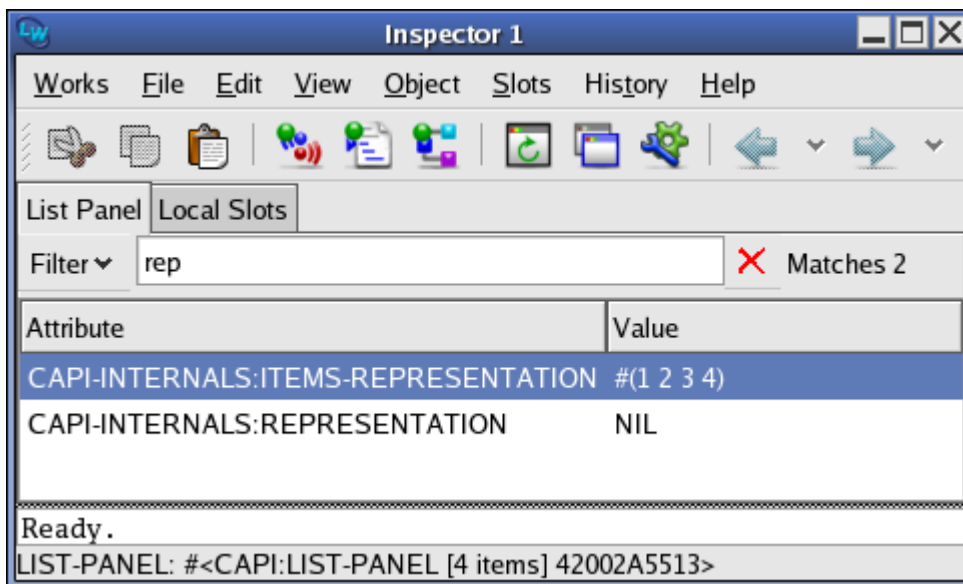 LW Inspector 1
Works File Edit View Object Slots History Help
List Panel Local Slots
Filter rep Matches 2
Attribute Value
CAPI-INTERNALS:ITEMS-REPRESENTATION #(1 2 3 4)
CAPI-INTERNALS:REPRESENTATION NIL
Ready.
LIST-PANEL: #<CAPI:LIST-PANEL [4 items] 42002A5513>